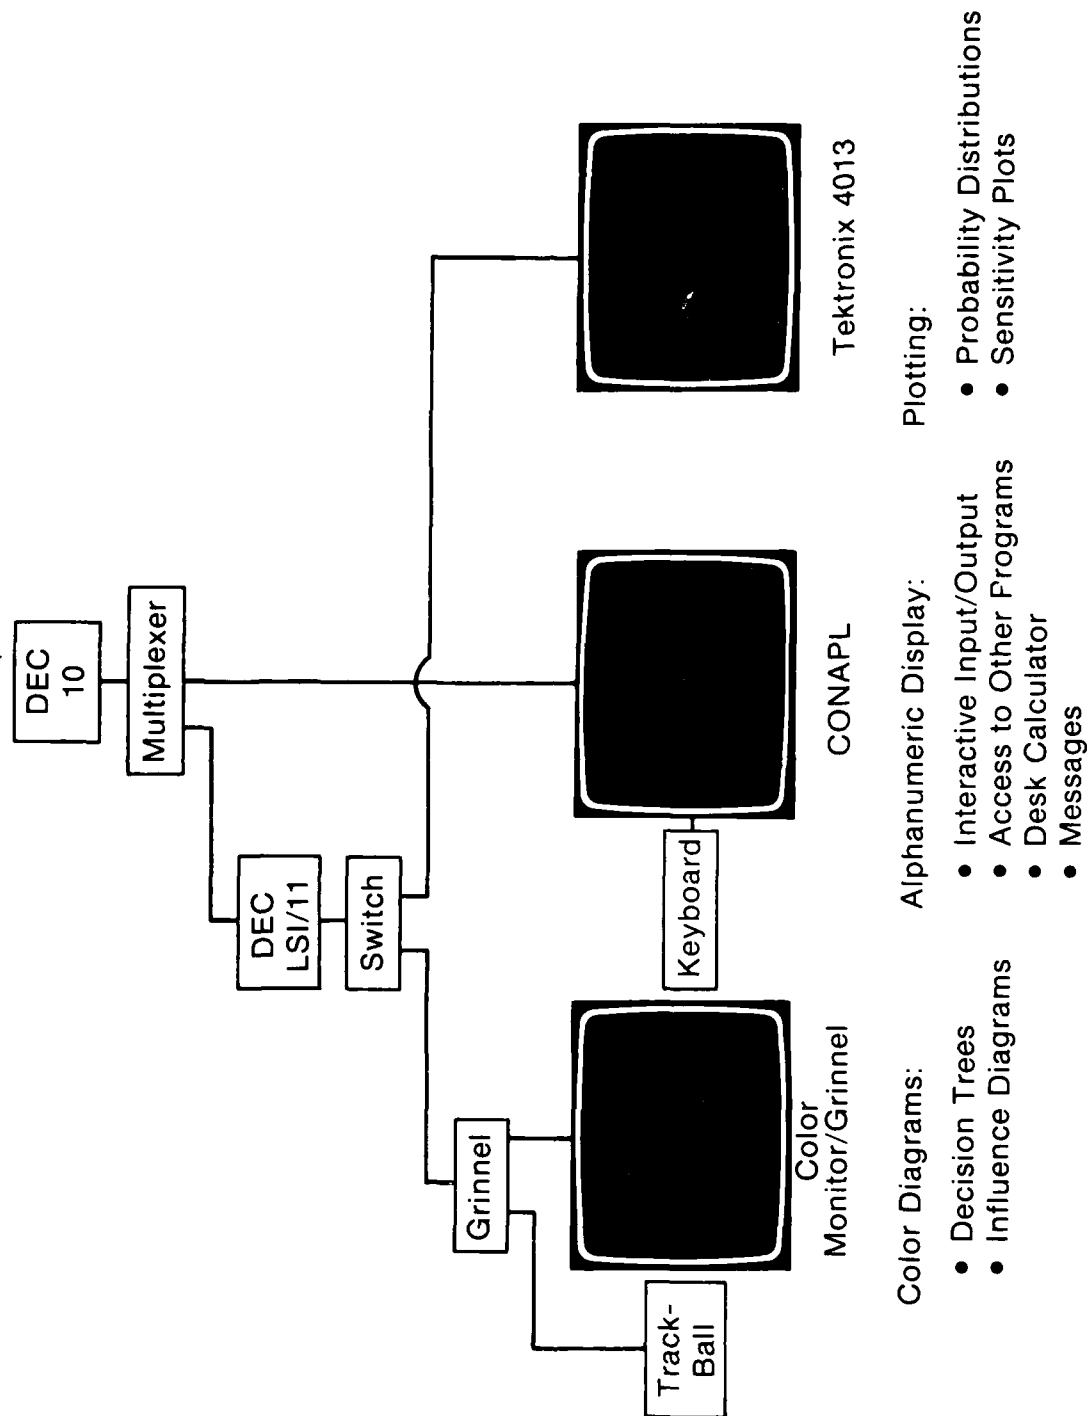 DEC
10
Multiplexer
DEC
LSI/11
Switch
Grinnel
Track-
Ball
Keyboard
Color
Monitor/Grinnel
CONAPL
Tektronix 4013
Color Diagrams:
• Decision Trees
• Influence Diagrams
Alphanumeric Display:
• Interactive Input/Output
• Access to Other Programs
• Desk Calculator
• Messages
Plotting:
• Probability Distributions
• Sensitivity Plots